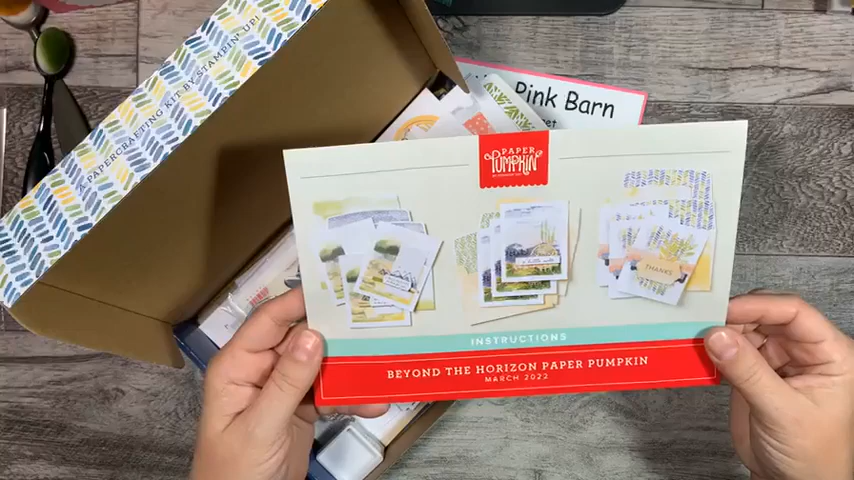 A PAPERCRAFTING KIT BY STAMPIN' UP!
Pink Barn
PAPER
PUMPKIN
THANKS
INSTRUCTIONS
BEYOND THE HORIZON PAPER PUMPKIN
MARCH 2022